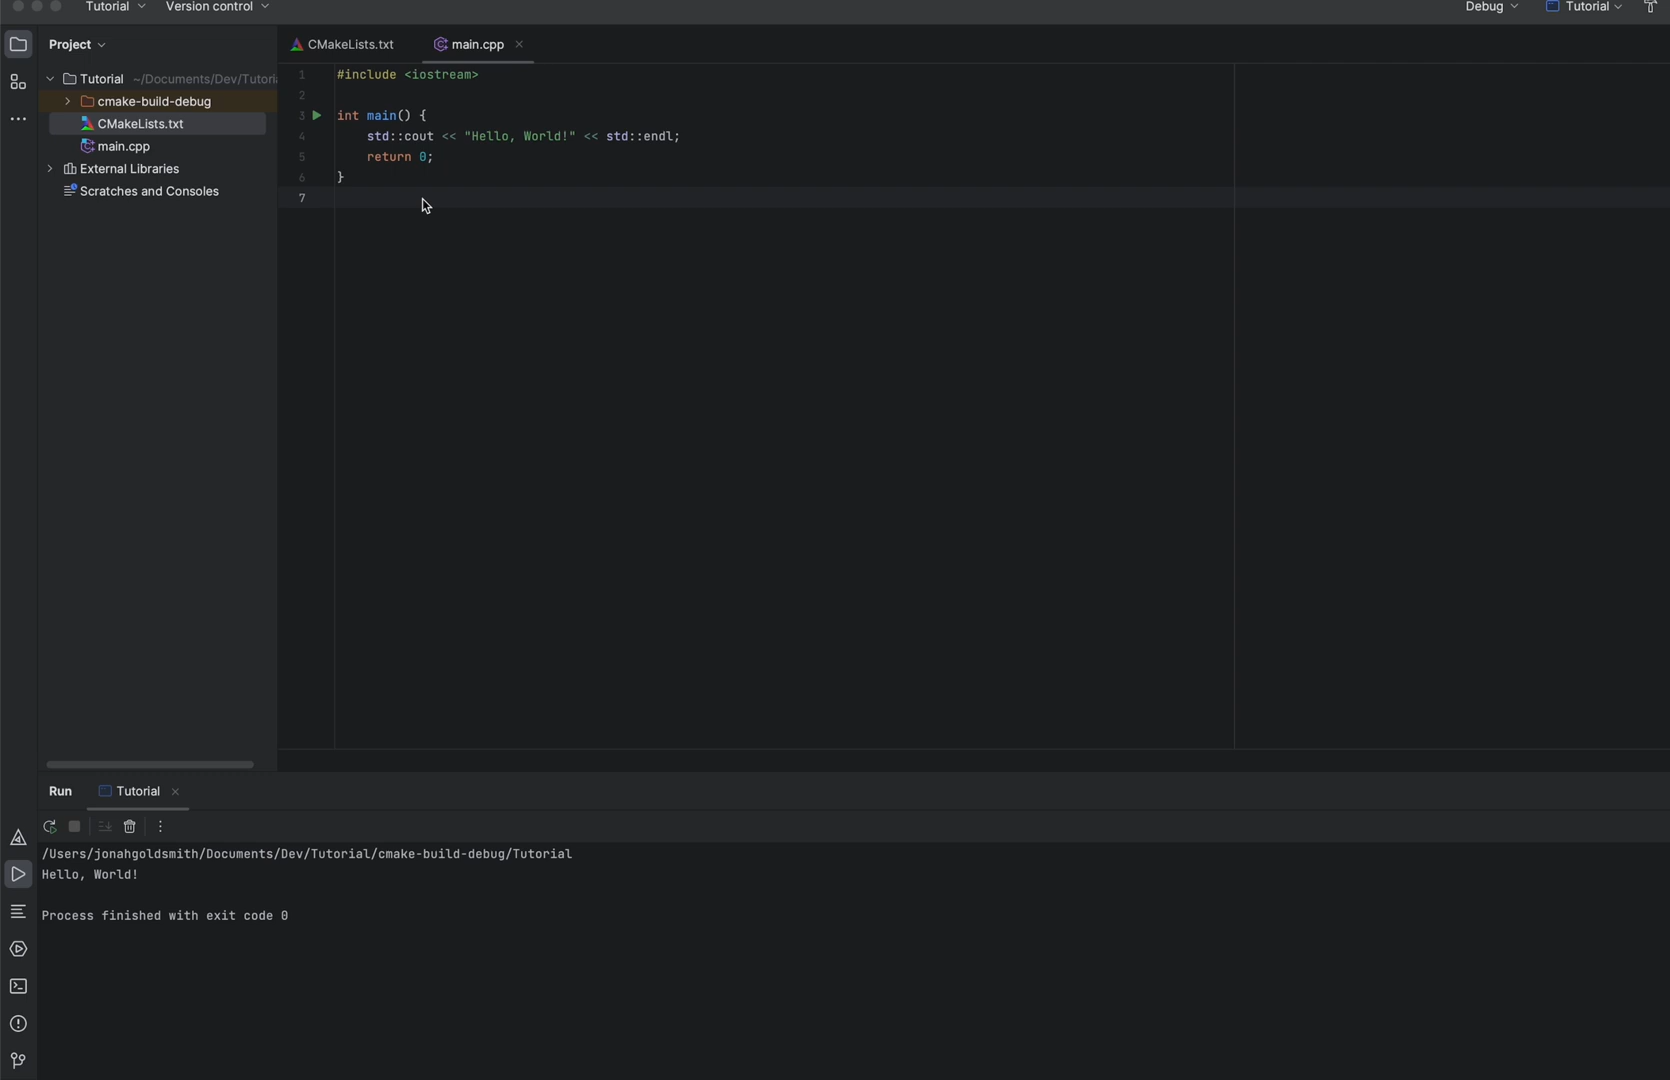 Tutorial Version control Debug Tutorial
Project CMakeLists.txt main.cpp
Tutorial ~/Documents/Dev/Tutori
cmake-build-debug
CMakeLists.txt
main.cpp
External Libraries
Scratches and Consoles
1 #include <iostream>
2
3 int main() {
4 std::cout << "Hello, World!" << std::endl;
5 return 0;
6 }
7
Run Tutorial
/Users/jonahgoldsmith/Documents/Dev/Tutorial/cmake-build-debug/Tutorial
Hello, World!
Process finished with exit code 0